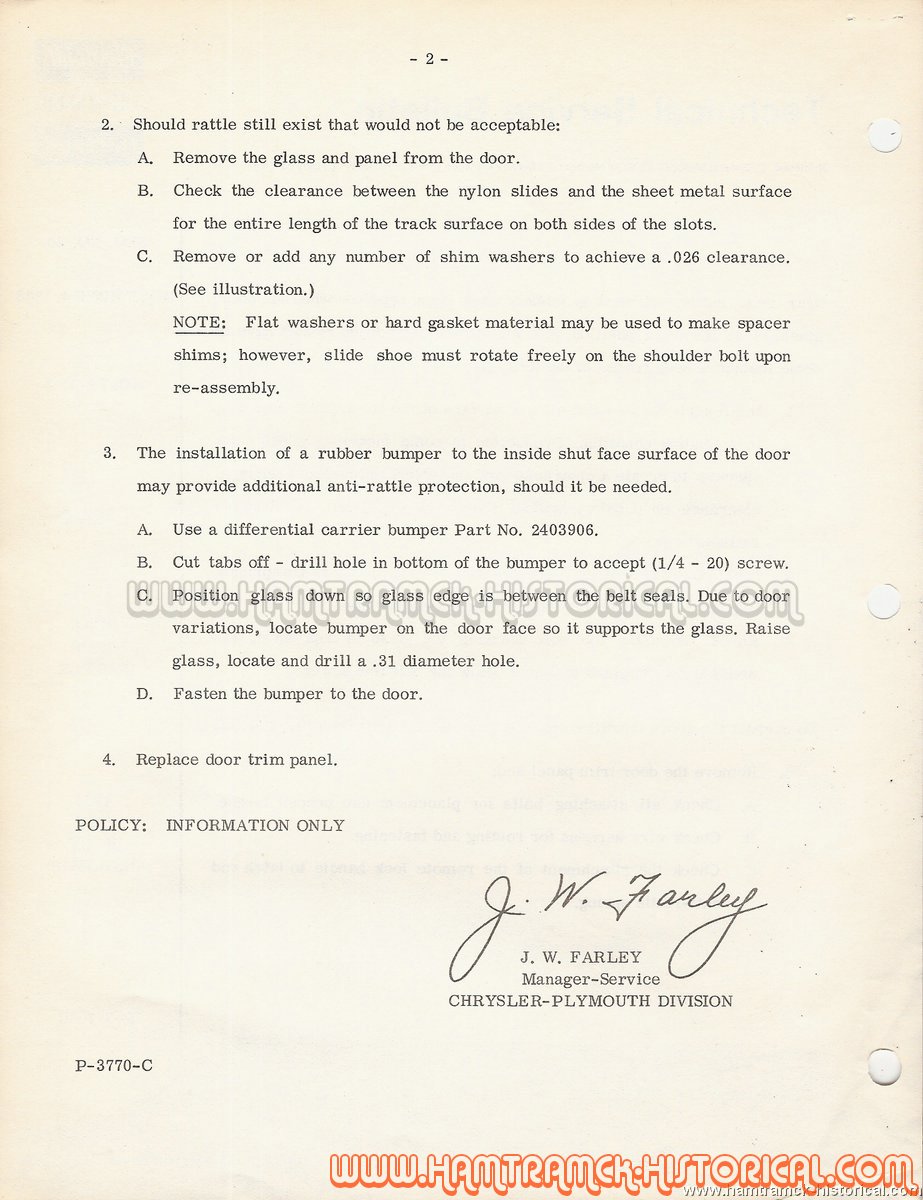 - 2 -
2. Should rattle still exist that would not be acceptable:
A. Remove the glass and panel from the door.
B. Check the clearance between the nylon slides and the sheet metal surface
for the entire length of the track surface on both sides of the slots.
C. Remove or add any number of shim washers to achieve a .026 clearance.
(See illustration.)
NOTE: Flat washers or hard gasket material may be used to make spacer
shims; however, slide shoe must rotate freely on the shoulder bolt upon
re-assembly.
3. The installation of a rubber bumper to the inside shut face surface of the door
may provide additional anti-rattle protection, should it be needed.
A. Use a differential carrier bumper Part No. 2403906.
B. Cut tabs off - drill hole in bottom of the bumper to accept (1/4 - 20) screw.
WWW.HAMTRAMCK-HISTORICAL.COM
C. Position glass down so glass edge is between the belt seals. Due to door
variations, locate bumper on the door face so it supports the glass. Raise
glass, locate and drill a .31 diameter hole.
D. Fasten the bumper to the door.
4. Replace door trim panel.
POLICY: INFORMATION ONLY
J. W. Farley
J. W. FARLEY
Manager-Service
CHRYSLER-PLYMOUTH DIVISION
P-3770-C
WWW.HAMTRAMCK-HISTORICAL.COM
www.hamtramck-historical.com